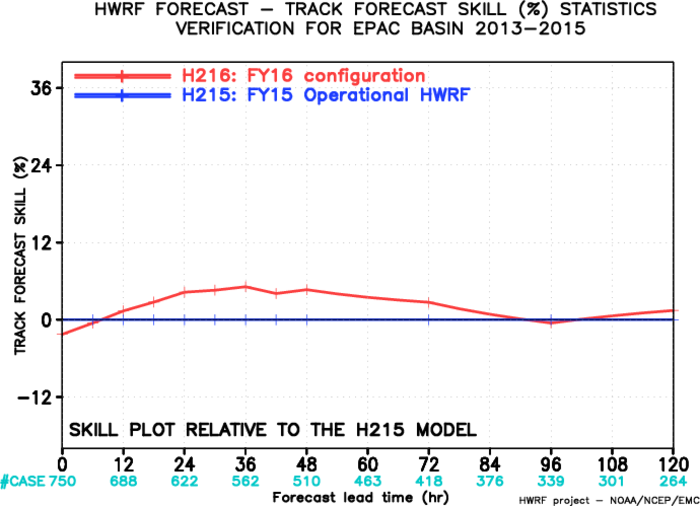 HWRF FORECAST – TRACK FORECAST SKILL (%) STATISTICS
VERIFICATION FOR EPAC BASIN 2013–2015
H216: FY16 configuration
H215: FY15 Operational HWRF
TRACK FORECAST SKILL (%)
36
24
12
0
–12
SKILL PLOT RELATIVE TO THE H215 MODEL
0 12 24 36 48 60 72 84 96 108 120
#CASE 750 688 622 562 510 463 418 376 339 301 264
Forecast lead time (hr)
HWRF project – NOAA/NCEP/EMC